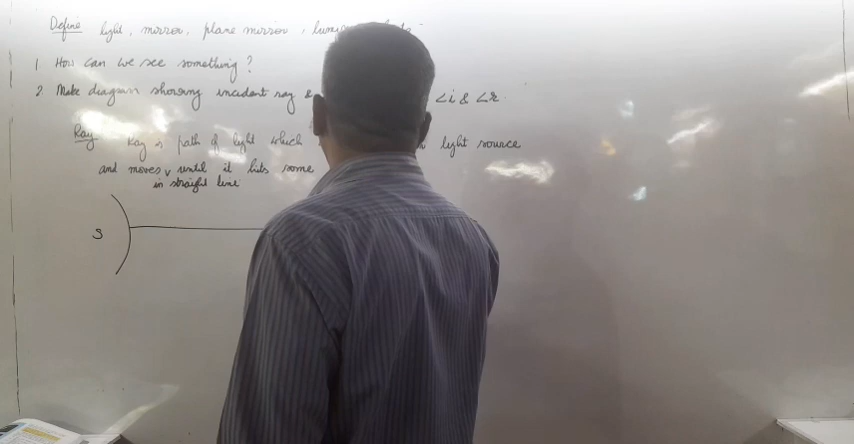 Define light, mirror, plane mirror,
1 How can we see something?
2 Make diagram showing incident ray & ∠i & ∠r.
Ray Ray is path of light which light source
and moves ∨ until it hits some
in straight line
S